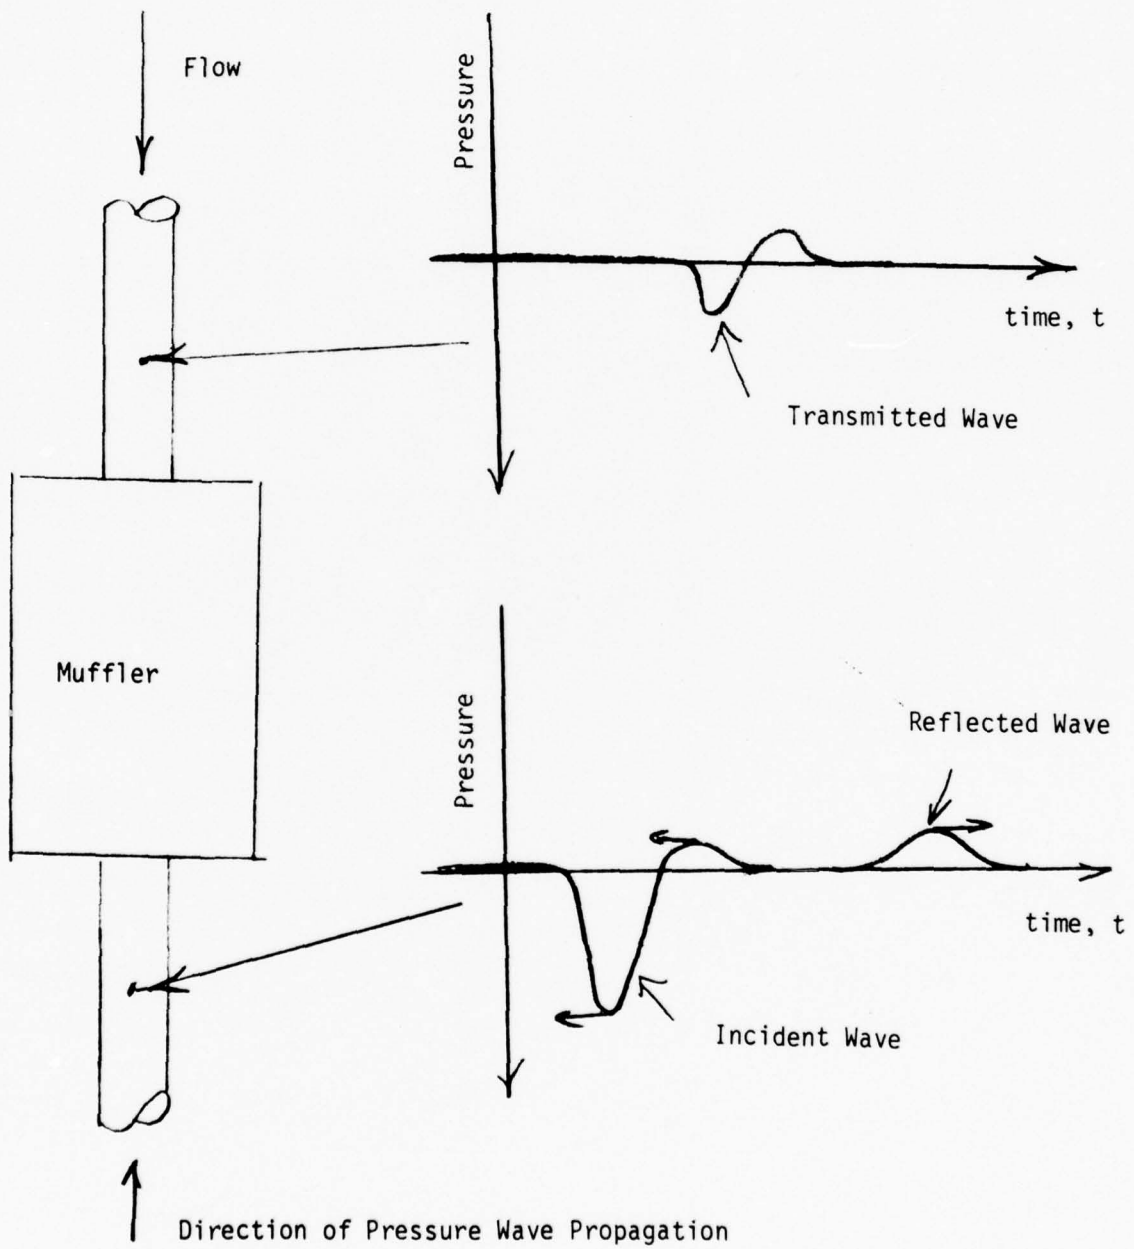 Flow
Pressure
time, t
Transmitted Wave
Muffler
Pressure
Reflected Wave
time, t
Incident Wave
Direction of Pressure Wave Propagation